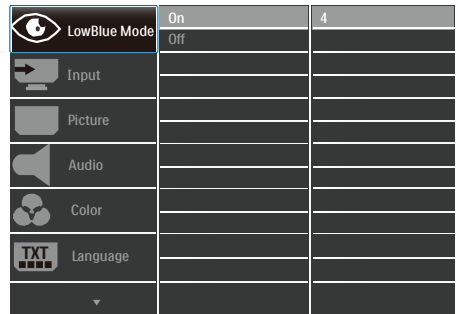 LowBlue Mode
On
4
Off
Input
Picture
Audio
Color
TXT
Language